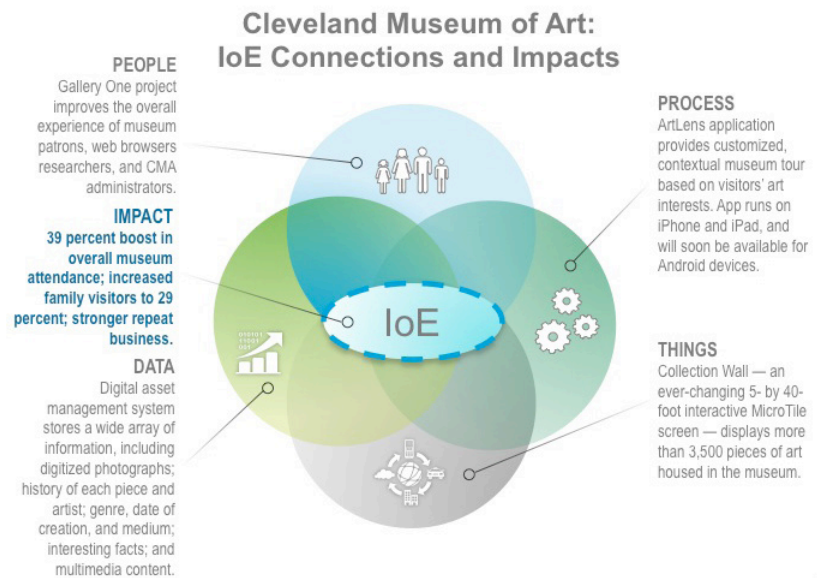 Cleveland Museum of Art:
IoE Connections and Impacts
PEOPLE
Gallery One project
improves the overall
experience of museum
patrons, web browsers
researchers, and CMA
administrators.
IMPACT
39 percent boost in
overall museum
attendance; increased
family visitors to 29
percent; stronger repeat
business.
DATA
Digital asset
management system
stores a wide array of
information, including
digitized photographs;
history of each piece and
artist; genre, date of
creation, and medium;
interesting facts; and
multimedia content.
010101
11001
001
IoE
PROCESS
ArtLens application
provides customized,
contextual museum tour
based on visitors' art
interests. App runs on
iPhone and iPad, and
will soon be available for
Android devices.
THINGS
Collection Wall — an
ever-changing 5- by 40-
foot interactive MicroTile
screen — displays more
than 3,500 pieces of art
housed in the museum.